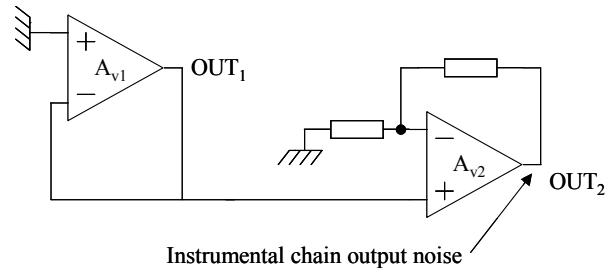 +
A_v1
−
OUT_1
−
A_v2
+
OUT_2
Instrumental chain output noise